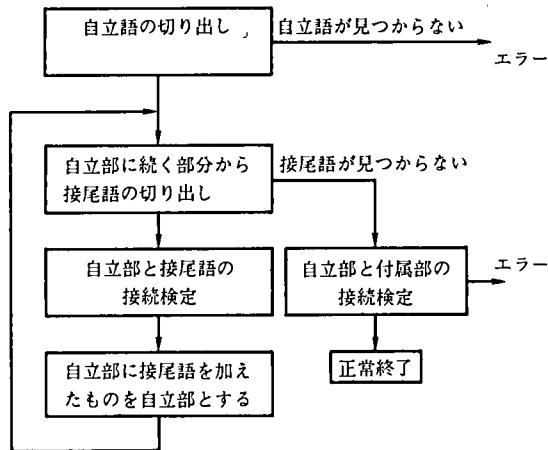 自立語の切り出し
自立語が見つからない
エラー
自立部に続く部分から
接尾語の切り出し
接尾語が見つからない
自立部と接尾語の
接続検定
自立部と付属部の
接続検定
エラー
自立部に接尾語を加え
たものを自立部とする
正常終了